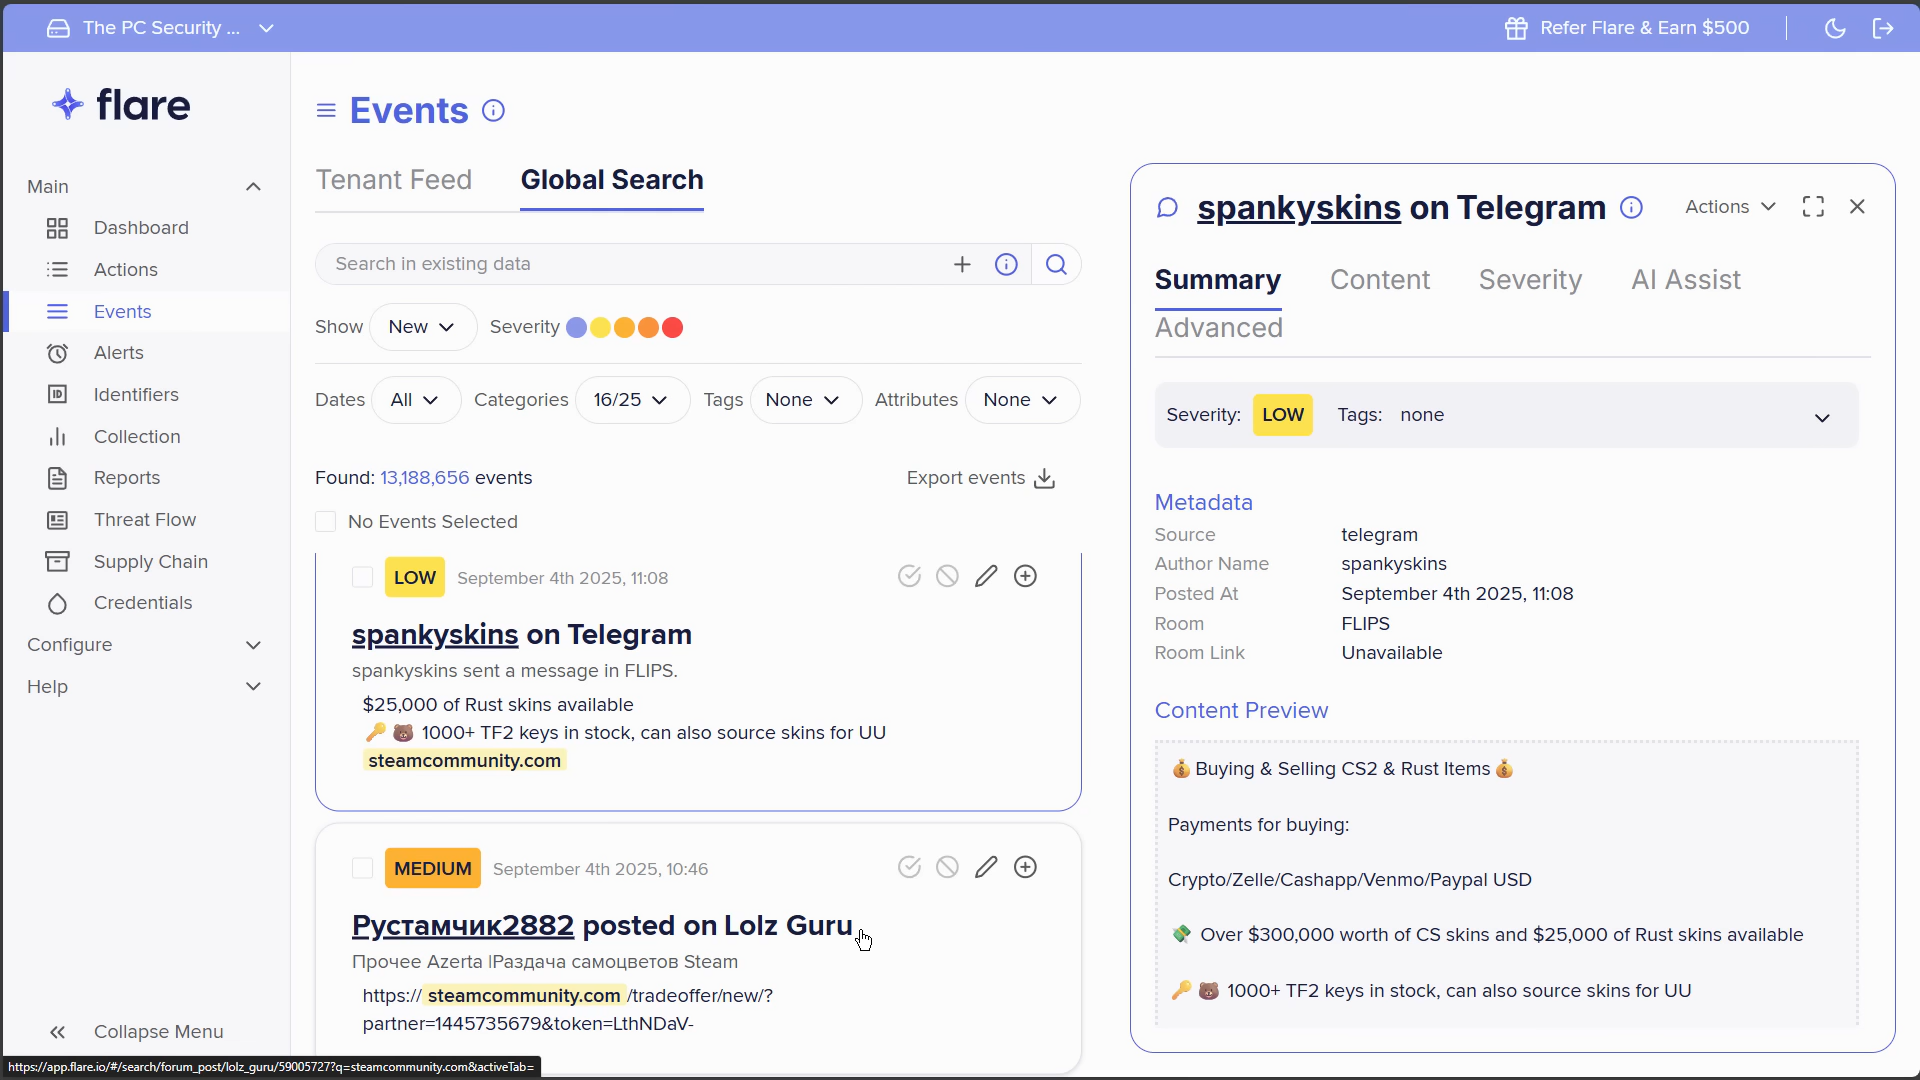 The PC Security ...
Refer Flare & Earn $500
flare
Main
Dashboard
Actions
Events
Alerts
Identifiers
Collection
Reports
Threat Flow
Supply Chain
Credentials
Configure
Help
Collapse Menu
https://app.flare.io/#/search/forum_post/lolz_guru/59005727?q=steamcommunity.com&activeTab=
Events
Tenant Feed
Global Search
Search in existing data
Show New Severity
Dates All Categories 16/25 Tags None Attributes None
Found: 13,188,656 events
Export events
No Events Selected
LOW September 4th 2025, 11:08
spankyskins on Telegram
spankyskins sent a message in FLIPS.
$25,000 of Rust skins available
🔑 🐻 1000+ TF2 keys in stock, can also source skins for UU
steamcommunity.com
MEDIUM September 4th 2025, 10:46
Рустамчик2882 posted on Lolz Guru
Прочее Azerta |Раздача самоцветов Steam
https:// steamcommunity.com /tradeoffer/new/?
partner=1445735679&token=LthNDaV-
spankyskins on Telegram
Actions
Summary Content Severity AI Assist
Advanced
Severity: LOW Tags: none
Metadata
Source telegram
Author Name spankyskins
Posted At September 4th 2025, 11:08
Room FLIPS
Room Link Unavailable
Content Preview
💰Buying & Selling CS2 & Rust Items💰
Payments for buying:
Crypto/Zelle/Cashapp/Venmo/Paypal USD
💸 Over $300,000 worth of CS skins and $25,000 of Rust skins available
🔑 🐻 1000+ TF2 keys in stock, can also source skins for UU